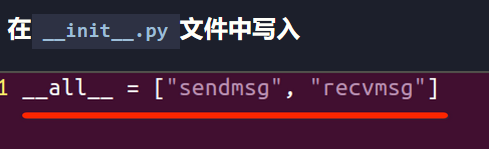 在 __init__.py 文件中写入
1 __all__ = ["sendmsg", "recvmsg"]